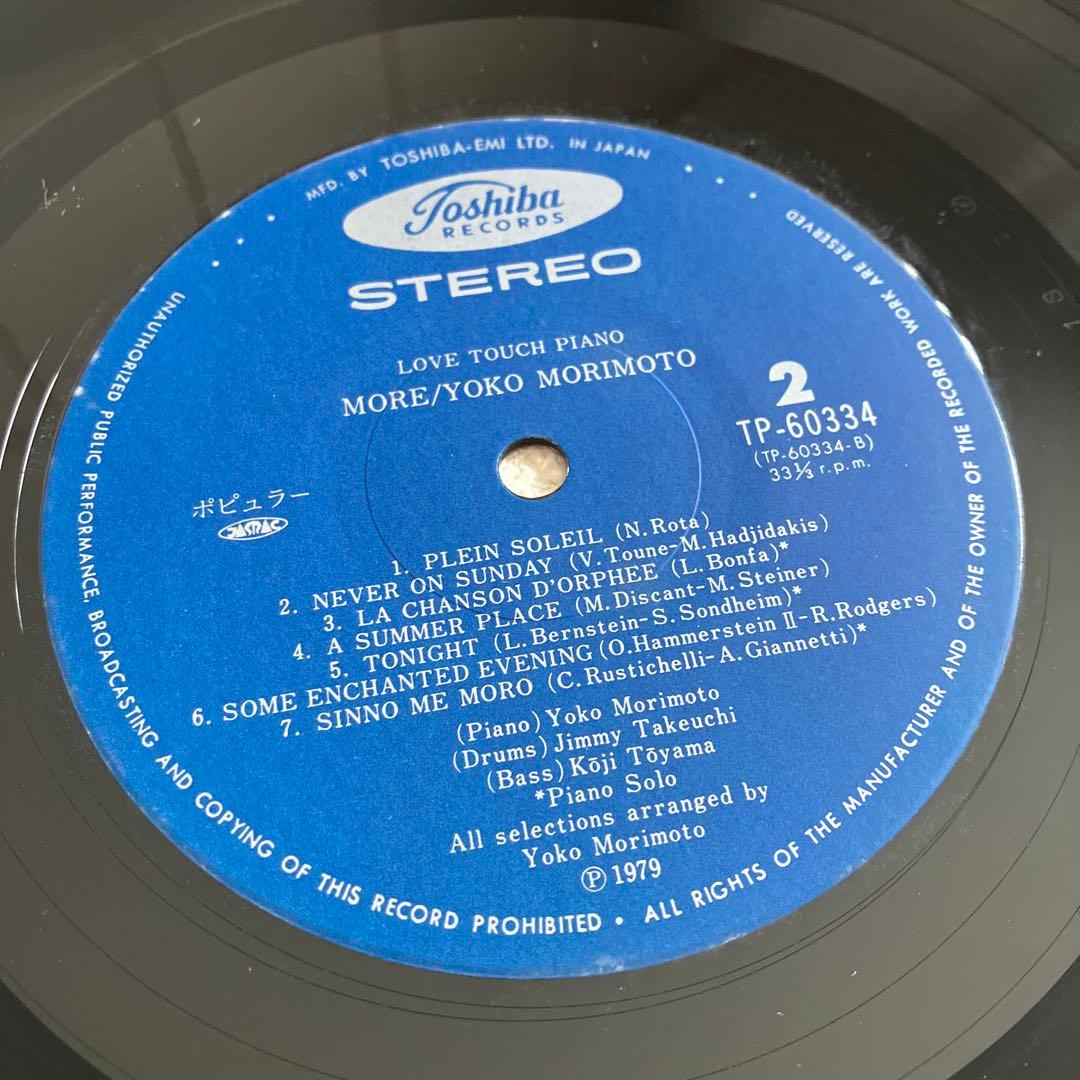 MFD. BY TOSHIBA-EMI LTD. IN JAPAN
Toshiba
RECORDS
STEREO
LOVE TOUCH PIANO
MORE/YOKO MORIMOTO
2
TP-60334
(TP-60334-B)
33⅓ r.p.m.
ポピュラー
JASRAC
1. PLEIN SOLEIL (N. Rota)
2. NEVER ON SUNDAY (V. Toune-M. Hadjidakis)
3. LA CHANSON D'ORPHEE (L. Bonfa)*
4. A SUMMER PLACE (M. Discant-M. Steiner)
5. TONIGHT (L. Bernstein-S. Sondheim)*
6. SOME ENCHANTED EVENING (O. Hammerstein II-R. Rodgers)
7. SINNO ME MORO (C. Rustichelli-A. Giannetti)*
(Piano) Yoko Morimoto
(Drums) Jimmy Takeuchi
(Bass) Kōji Tōyama
*Piano Solo
All selections arranged by
Yoko Morimoto
Ⓟ 1979
UNAUTHORIZED PUBLIC PERFORMANCE, BROADCASTING AND COPYING OF THIS RECORD PROHIBITED • ALL RIGHTS OF THE MANUFACTURER AND OF THE OWNER OF THE RECORDED WORK ARE RESERVED